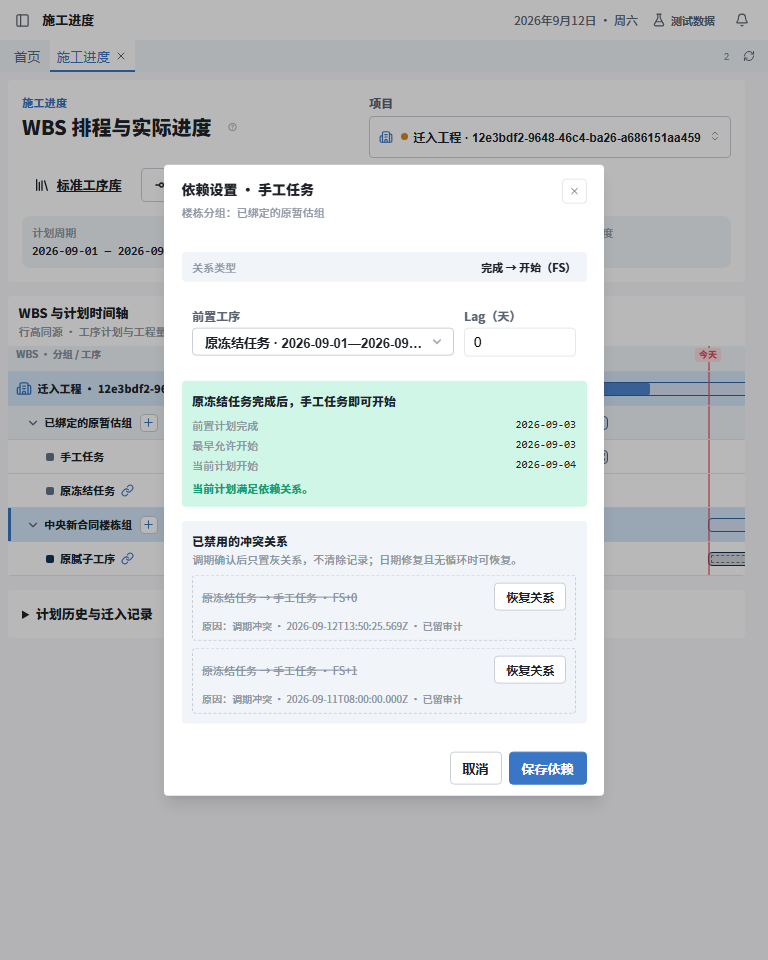 施工进度
2026年9月12日 · 周六
测试数据
首页
施工进度
2
施工进度
WBS 排程与实际进度
项目
迁入工程 · 12e3bdf2-9648-46c4-ba26-a686151aa459
标准工序库
计划周期
2026-09-01 — 2026-09
度
WBS 与计划时间轴
行高同源 · 工序计划与工程量
WBS · 分组 / 工序
今天
迁入工程 · 12e3bdf2-96
已绑定的原暂估组
手工任务
原冻结任务
中央新合同楼栋组
原腻子工序
计划历史与迁入记录
依赖设置 · 手工任务
楼栋分组：已绑定的原暂估组
关系类型
完成 → 开始（FS）
前置工序
Lag（天）
原冻结任务 · 2026-09-01—2026-09...
0
原冻结任务完成后，手工任务即可开始
前置计划完成
2026-09-03
最早允许开始
2026-09-03
当前计划开始
2026-09-04
当前计划满足依赖关系。
已禁用的冲突关系
调期确认后只置灰关系，不清除记录；日期修复且无循环时可恢复。
原冻结任务 → 手工任务 · FS+0
恢复关系
原因：调期冲突 · 2026-09-12T13:50:25.569Z · 已留审计
原冻结任务 → 手工任务 · FS+1
恢复关系
原因：调期冲突 · 2026-09-11T08:00:00.000Z · 已留审计
取消
保存依赖